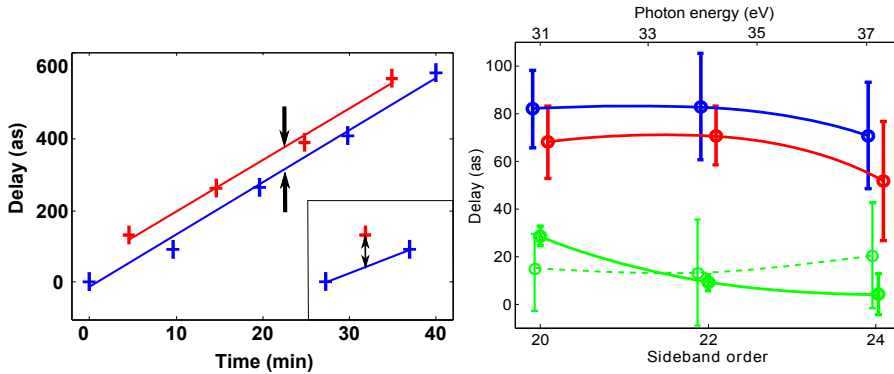 600
400
200
0
Delay (as)
0 10 20 30 40
Time (min)
Photon energy (eV)
31 33 35 37
100
80
60
40
20
0
Delay (as)
20 22 24
Sideband order